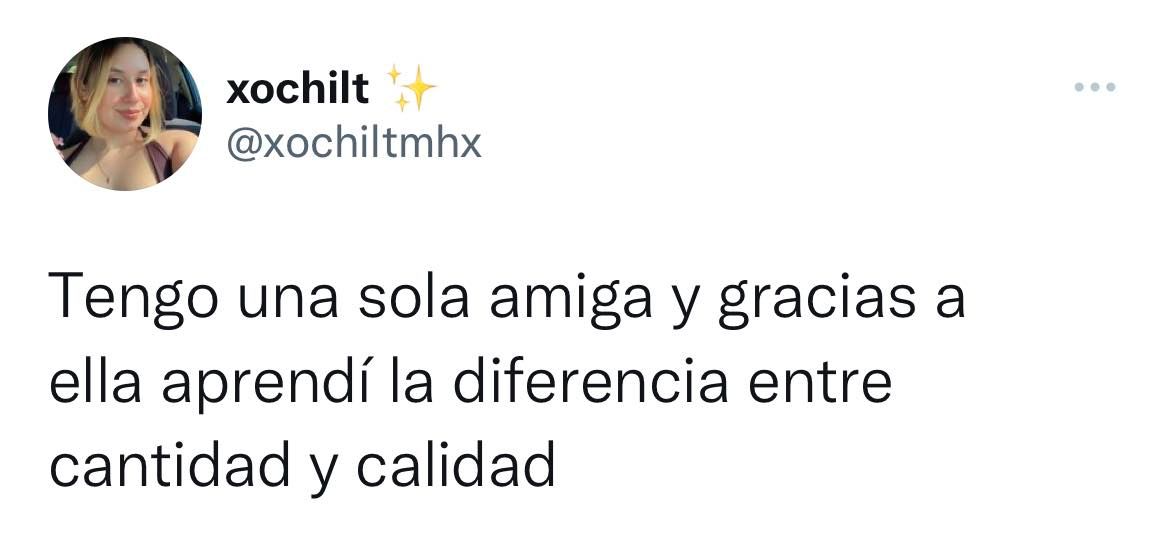 xochilt ✨
@xochiltmhx
Tengo una sola amiga y gracias a
ella aprendí la diferencia entre
cantidad y calidad